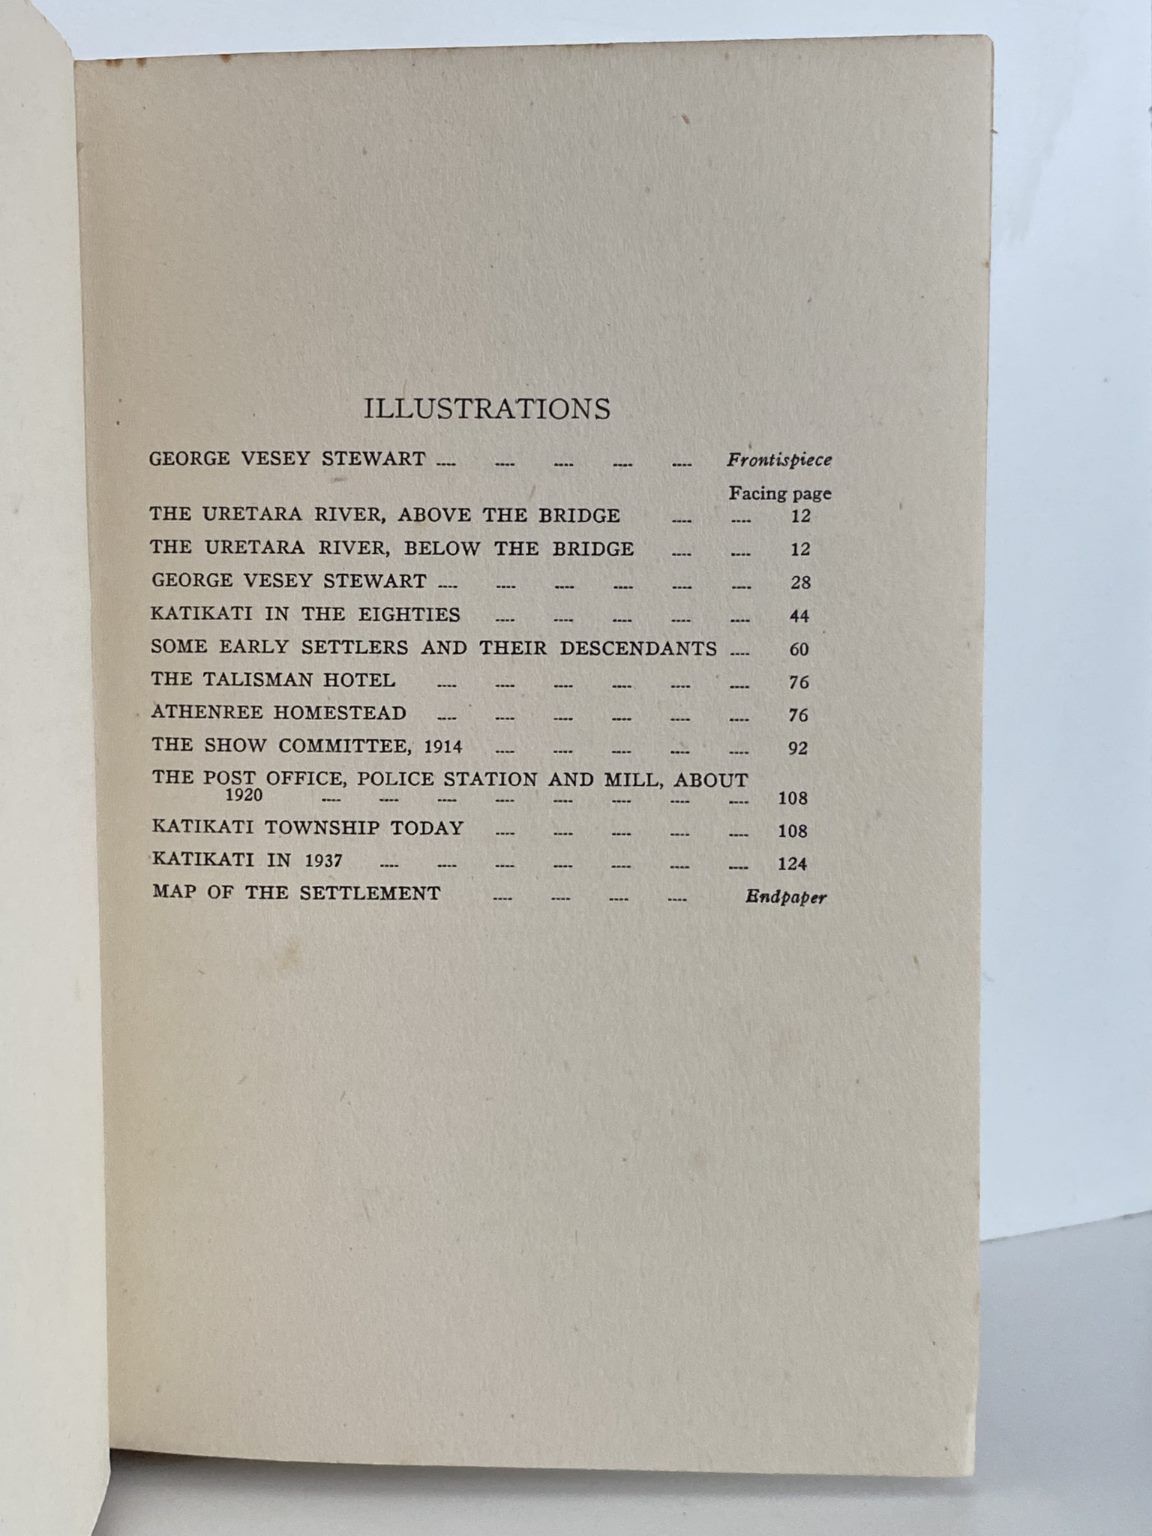 ILLUSTRATIONS
GEORGE VESEY STEWART .... .... .... .... .... Frontispiece
Facing page
THE URETARA RIVER, ABOVE THE BRIDGE .... .... 12
THE URETARA RIVER, BELOW THE BRIDGE .... .... 12
GEORGE VESEY STEWART .... .... .... .... .... .... 28
KATIKATI IN THE EIGHTIES .... .... .... .... .... 44
SOME EARLY SETTLERS AND THEIR DESCENDANTS .... 60
THE TALISMAN HOTEL .... .... .... .... .... .... 76
ATHENREE HOMESTEAD .... .... .... .... .... .... 76
THE SHOW COMMITTEE, 1914 .... .... .... .... .... 92
THE POST OFFICE, POLICE STATION AND MILL, ABOUT
1920 .... .... .... .... .... .... .... .... 108
KATIKATI TOWNSHIP TODAY .... .... .... .... .... 108
KATIKATI IN 1937 .... .... .... .... .... .... .... 124
MAP OF THE SETTLEMENT .... .... .... .... Endpaper